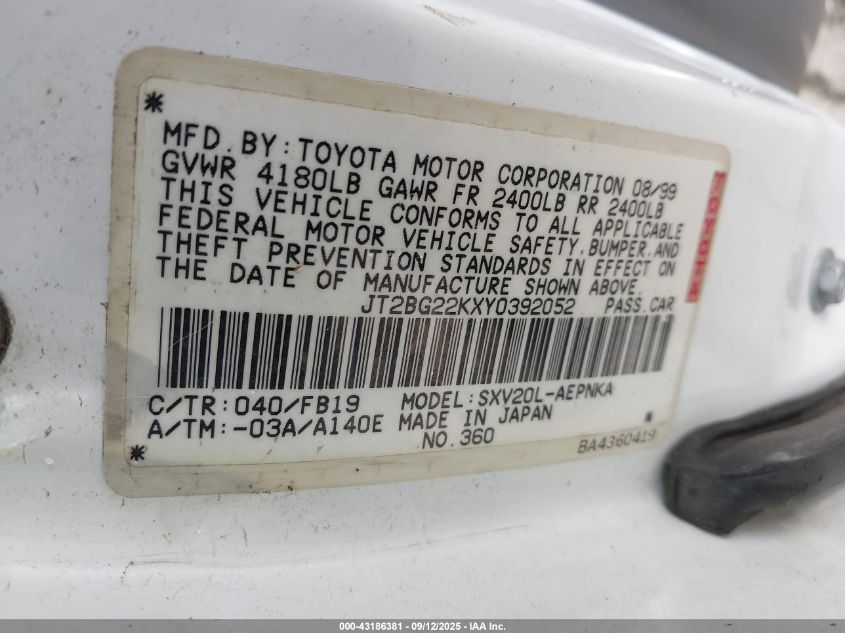 *
MFD. BY: TOYOTA MOTOR CORPORATION 08/99
GVWR 4180LB GAWR FR 2400LB RR 2400LB
THIS VEHICLE CONFORMS TO ALL APPLICABLE
FEDERAL MOTOR VEHICLE SAFETY, BUMPER, AND
THEFT PREVENTION STANDARDS IN EFFECT ON
THE DATE OF MANUFACTURE SHOWN ABOVE.
JT2BG22KXY0392052 PASS. CAR
TOYOTA
C/TR: 040/FB19 MODEL: SXV20L-AEPNKA
A/TM: -03A/A140E MADE IN JAPAN
NO. 360
BA4360419
*
*
000-43186381 - 09/12/2025 - IAA Inc.